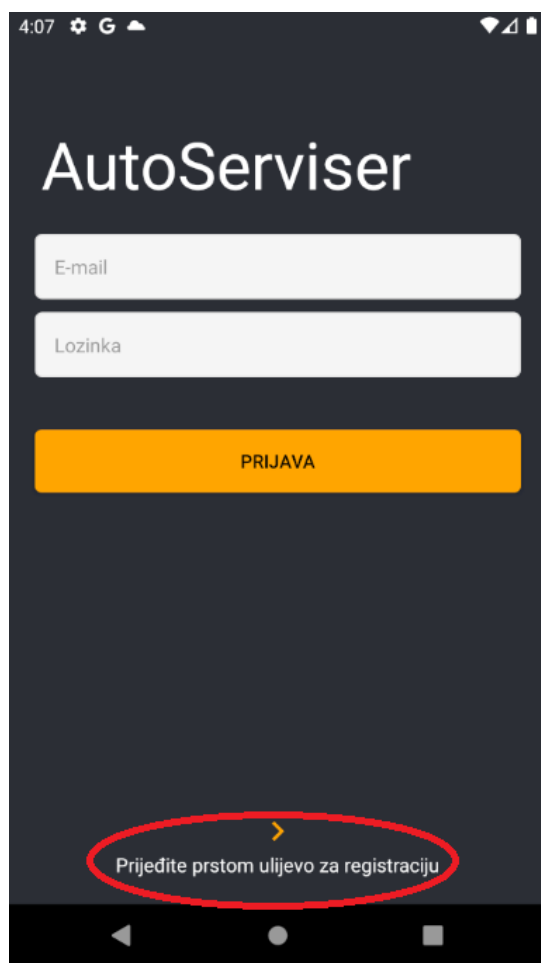 4:07 G
AutoServiser
E-mail
Lozinka
PRIJAVA
Prijeđite prstom ulijevo za registraciju